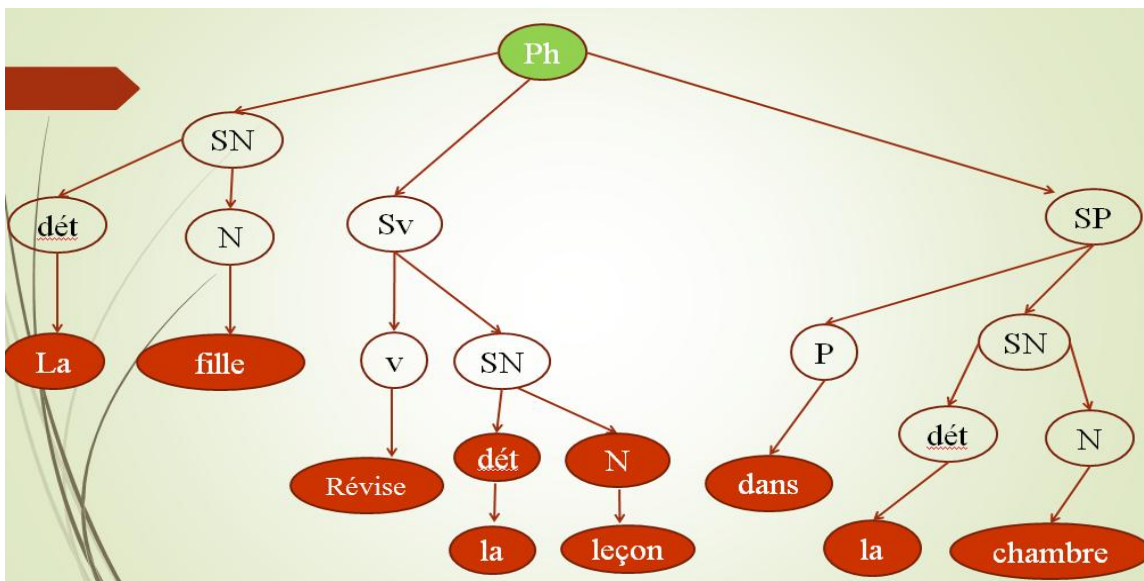 Ph
SN
dét
N
Sv
SP
La
fille
v
SN
P
SN
Révise
dét
N
dans
dét
N
la
leçon
la
chambre